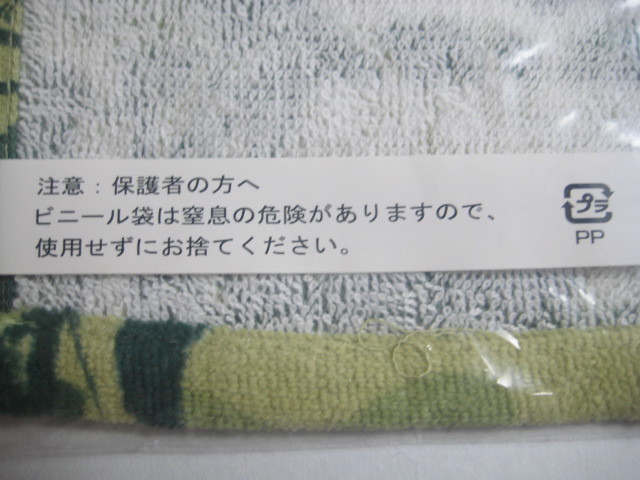 注意：保護者の方へ
ビニール袋は窒息の危険がありますので、
使用せずにお捨てください。
プラ
PP